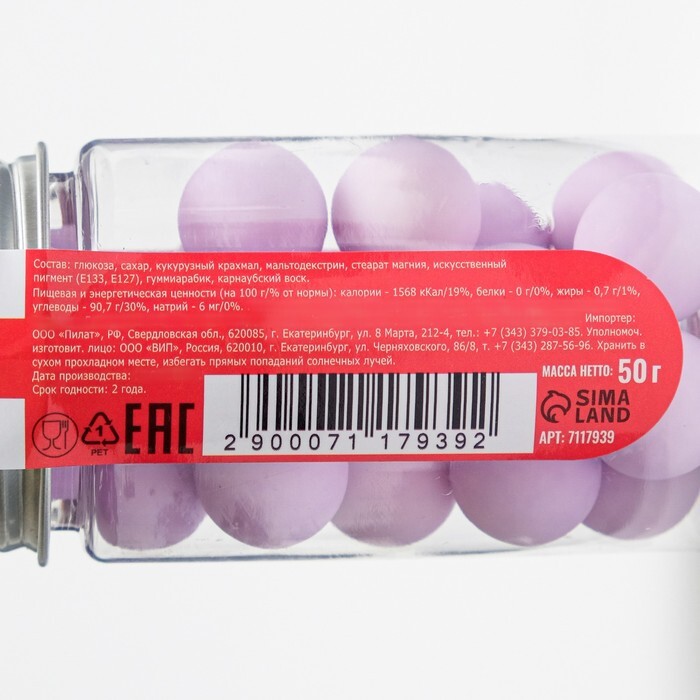 Состав: глюкоза, сахар, кукурузный крахмал, мальтодекстрин, стеарат магния, искусственный
пигмент (Е133, Е127), гуммиарабик, карнаубский воск.
Пищевая и энергетическая ценности (на 100 г/% от нормы): калории - 1568 кКал/19%, белки - 0 г/0%, жиры - 0,7 г/1%,
углеводы - 90,7 г/30%, натрий - 6 мг/0%.
Импортер:
ООО «Пилат», РФ, Свердловская обл., 620085, г. Екатеринбург, ул. 8 Марта, 212-4, тел.: +7 (343) 379-03-85. Уполномоч.
изготовит. лицо: ООО «ВИП», Россия, 620010, г. Екатеринбург, ул. Черняховского, 86/8, т. +7 (343) 287-56-96. Хранить в
сухом прохладном месте, избегать прямых попаданий солнечных лучей.
Дата производства:
Срок годности: 2 года.
МАССА НЕТТО: 50 г
1
PET
EAC
2 900071 179392
SIMA
LAND
АРТ: 7117939